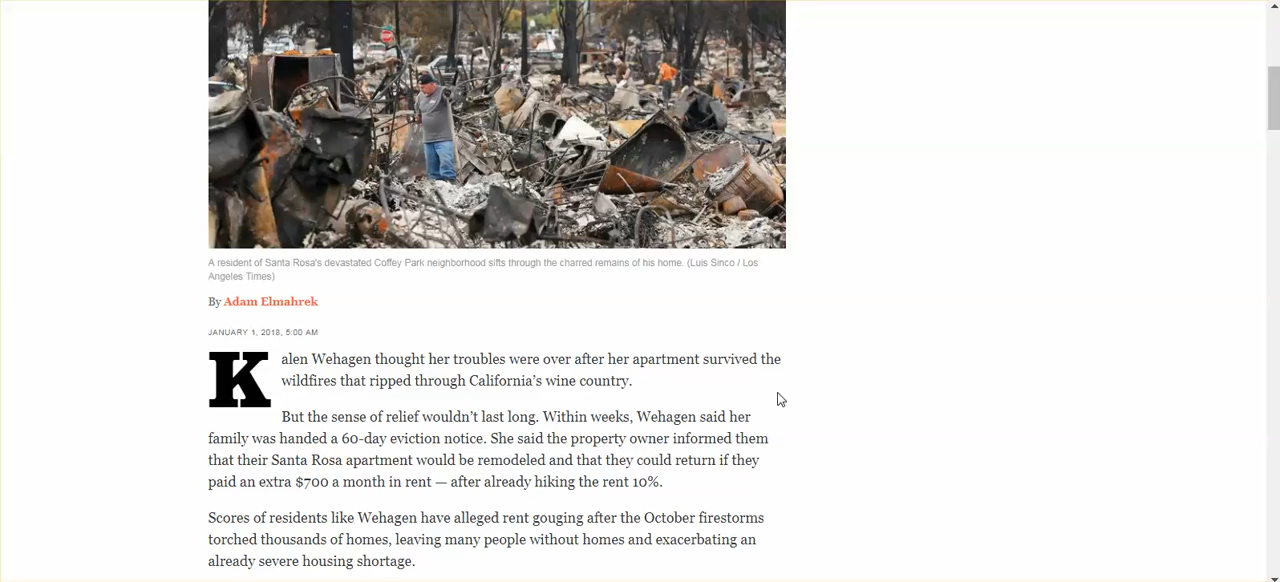 A resident of Santa Rosa's devastated Coffey Park neighborhood sifts through the charred remains of his home. (Luis Sinco / Los
Angeles Times)
By Adam Elmahrek
JANUARY 1, 2018, 5:00 AM
Kalen Wehagen thought her troubles were over after her apartment survived the
wildfires that ripped through California’s wine country.
But the sense of relief wouldn’t last long. Within weeks, Wehagen said her
family was handed a 60-day eviction notice. She said the property owner informed them
that their Santa Rosa apartment would be remodeled and that they could return if they
paid an extra $700 a month in rent — after already hiking the rent 10%.
Scores of residents like Wehagen have alleged rent gouging after the October firestorms
torched thousands of homes, leaving many people without homes and exacerbating an
already severe housing shortage.